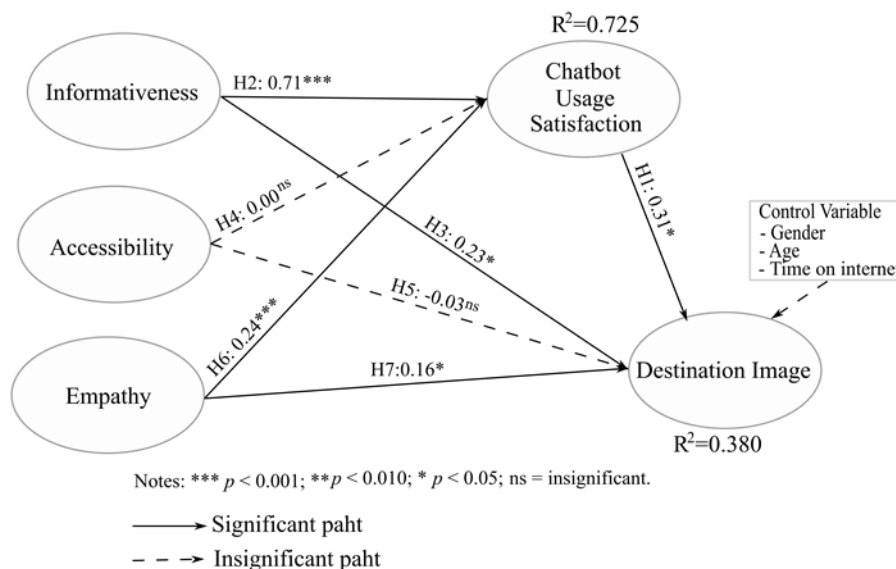 R²=0.725
Informativeness
H2: 0.71***
Chatbot
Usage
Satisfaction
H4: 0.00ⁿˢ
H1: 0.31*
Control Variable
- Gender
- Age
- Time on internet
Accessibility
H3: 0.23*
H5: -0.03ⁿˢ
H6: 0.24***
Empathy
H7:0.16*
Destination Image
R²=0.380
Notes: *** p < 0.001; **p < 0.010; * p < 0.05; ns = insignificant.
Significant paht
Insignificant paht